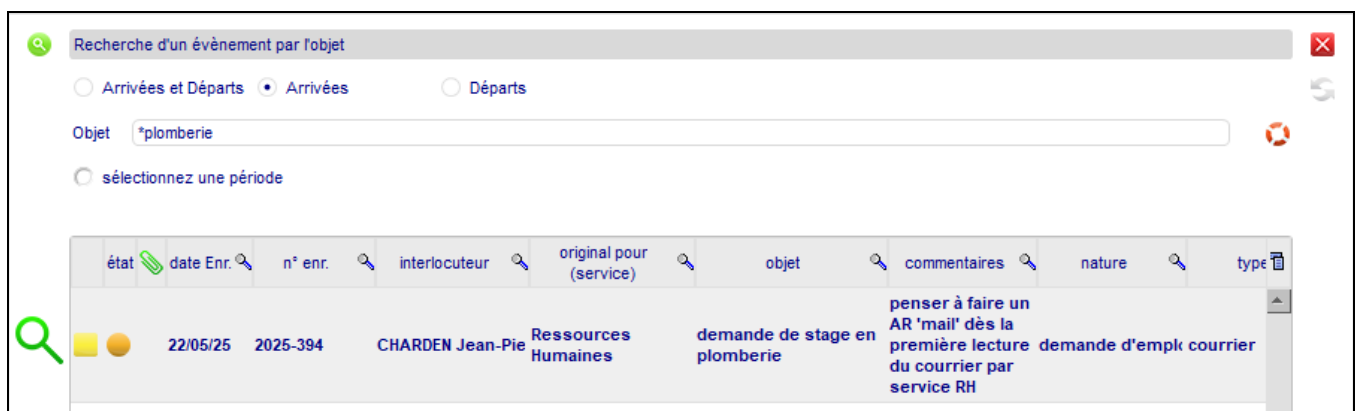 Recherche d'un évènement par l'objet
Arrivées et Départs Arrivées Départs
Objet *plomberie
sélectionnez une période
état date Enr. n° enr. interlocuteur original pour (service) objet commentaires nature type
22/05/25 2025-394 CHARDEN Jean-Pie Ressources Humaines demande de stage en plomberie penser à faire un AR 'mail' dès la première lecture du courrier par service RH demande d'emplo courrier